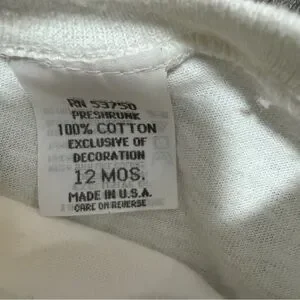 RN 53750
PRESHRUNK
100% COTTON
EXCLUSIVE OF
DECORATION
12 MOS.
MADE IN U.S.A.
CARE ON REVERSE